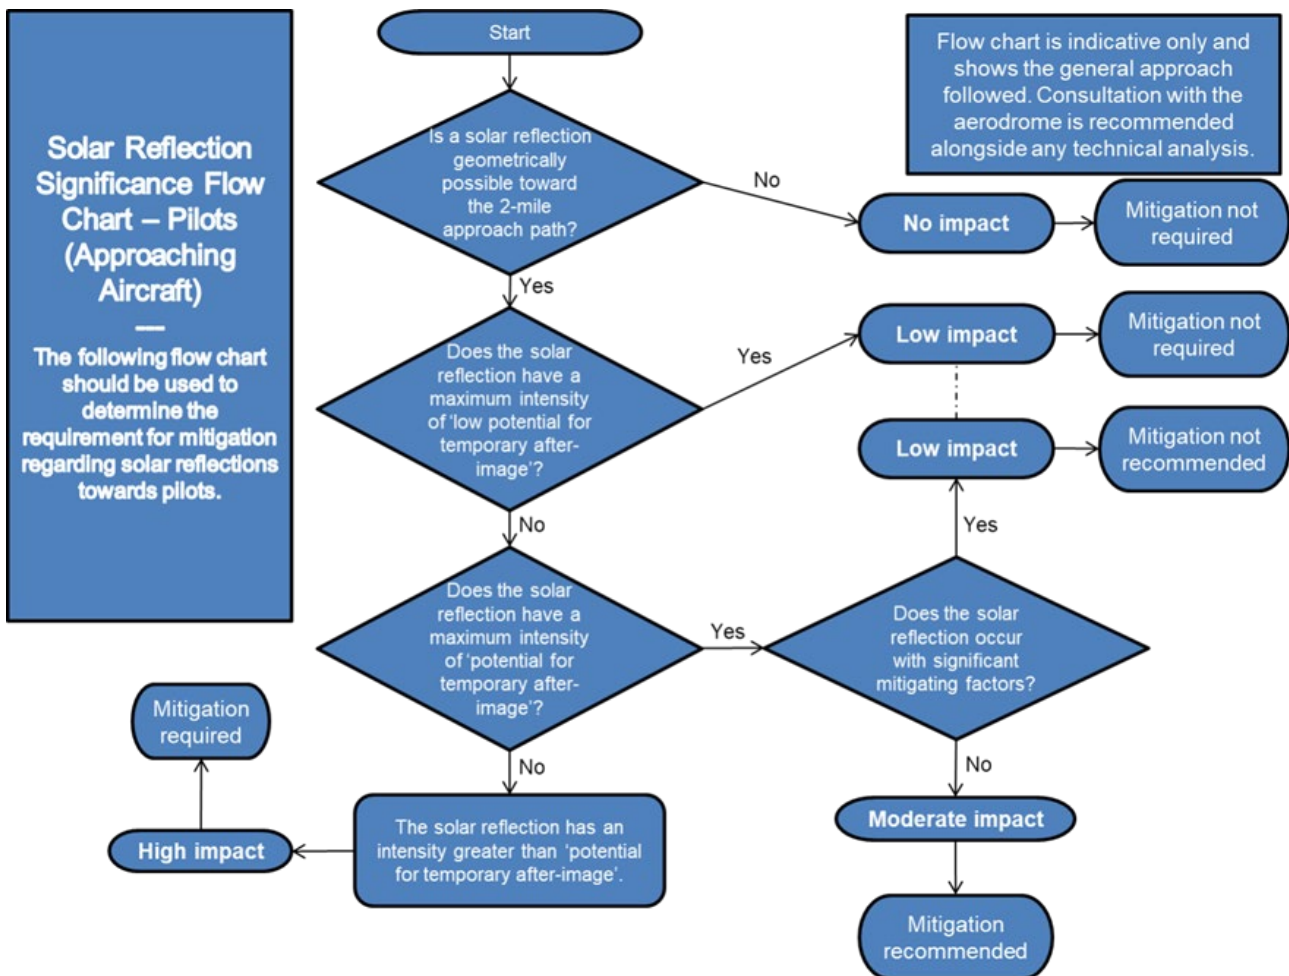 Solar Reflection
Significance Flow
Chart – Pilots
(Approaching
Aircraft)
—
The following flow chart
should be used to
determine the
requirement for mitigation
regarding solar reflections
towards pilots.
Start
Flow chart is indicative only and
shows the general approach
followed. Consultation with the
aerodrome is recommended
alongside any technical analysis.
Is a solar reflection
geometrically
possible toward
the 2-mile
approach path?
No
No impact
Mitigation not
required
Yes
Does the solar
reflection have a
maximum intensity
of ‘low potential for
temporary after-
image’?
Yes
Low impact
Mitigation not
required
Low impact
Mitigation not
recommended
No
Does the solar
reflection have a
maximum intensity
of ‘potential for
temporary after-
image’?
Yes
Does the solar
reflection occur
with significant
mitigating factors?
Yes
No
Moderate impact
Mitigation
recommended
No
The solar reflection has an
intensity greater than ‘potential
for temporary after-image’.
High impact
Mitigation
required